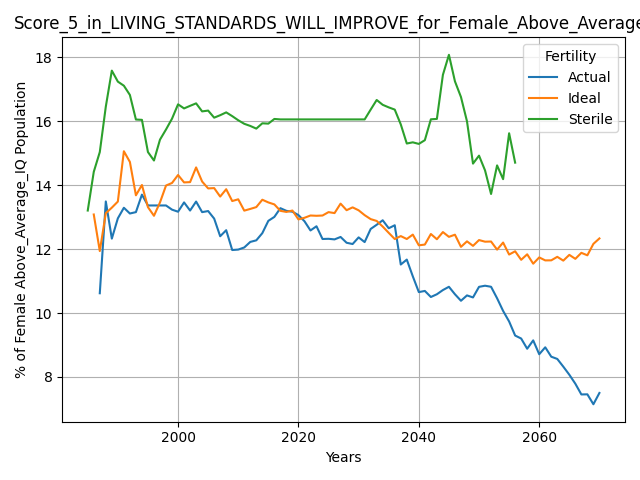 Score_5_in_LIVING_STANDARDS_WILL_IMPROVE_for_Female_Above_Average
Fertility
Actual
Ideal
Sterile
% of Female Above_Average_IQ Population
18
16
14
12
10
8
2000
2020
2040
2060
Years